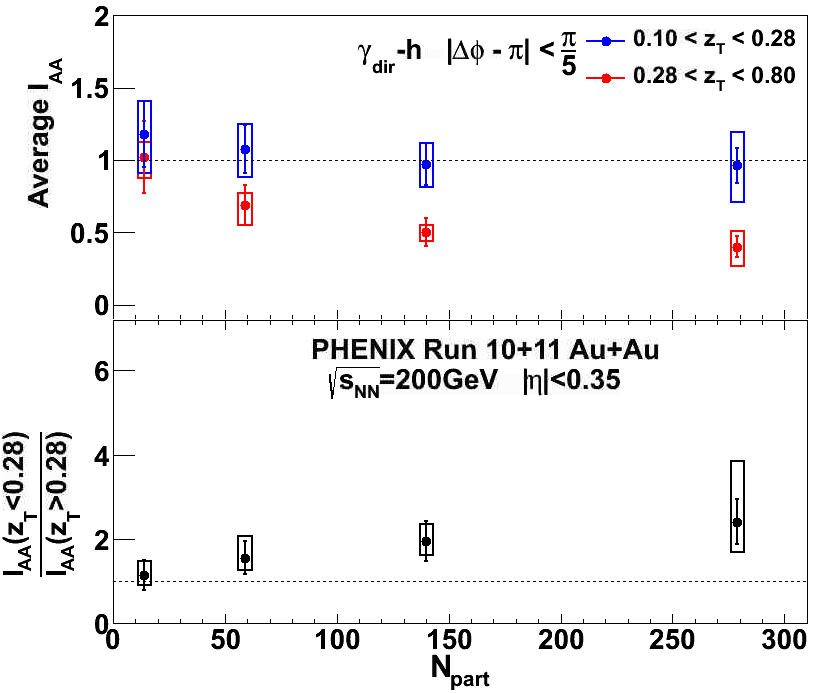 2
γdir-h |Δϕ - π| < π/5
0.10 < zT < 0.28
0.28 < zT < 0.80
1.5
1
0.5
0
Average IAA
PHENIX Run 10+11 Au+Au
√sNN=200GeV |η|<0.35
6
4
2
0
IAA(zT<0.28)
IAA(zT>0.28)
0 50 100 150 200 250 300
Npart